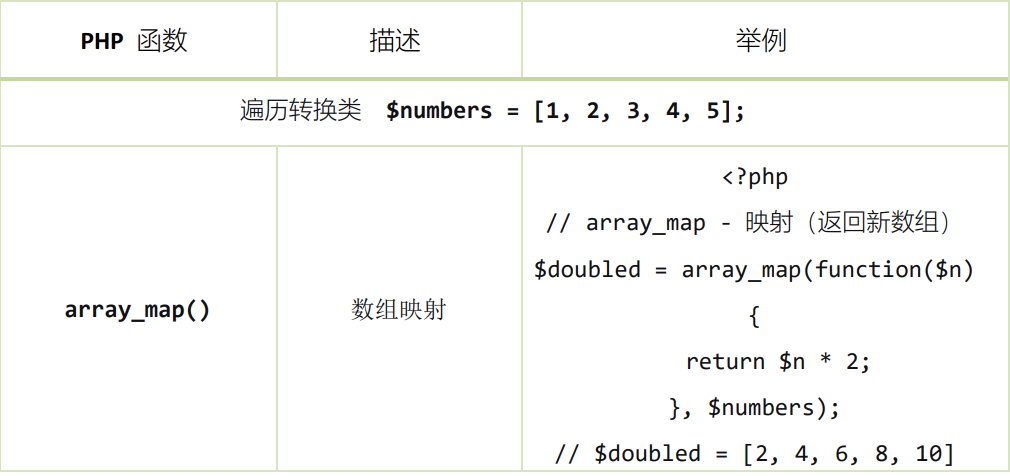 PHP 函数 描述 举例
遍历转换类 $numbers = [1, 2, 3, 4, 5];
array_map()
数组映射
<?php
// array_map - 映射（返回新数组）
$doubled = array_map(function($n)
{
return $n * 2;
}, $numbers);
// $doubled = [2, 4, 6, 8, 10]